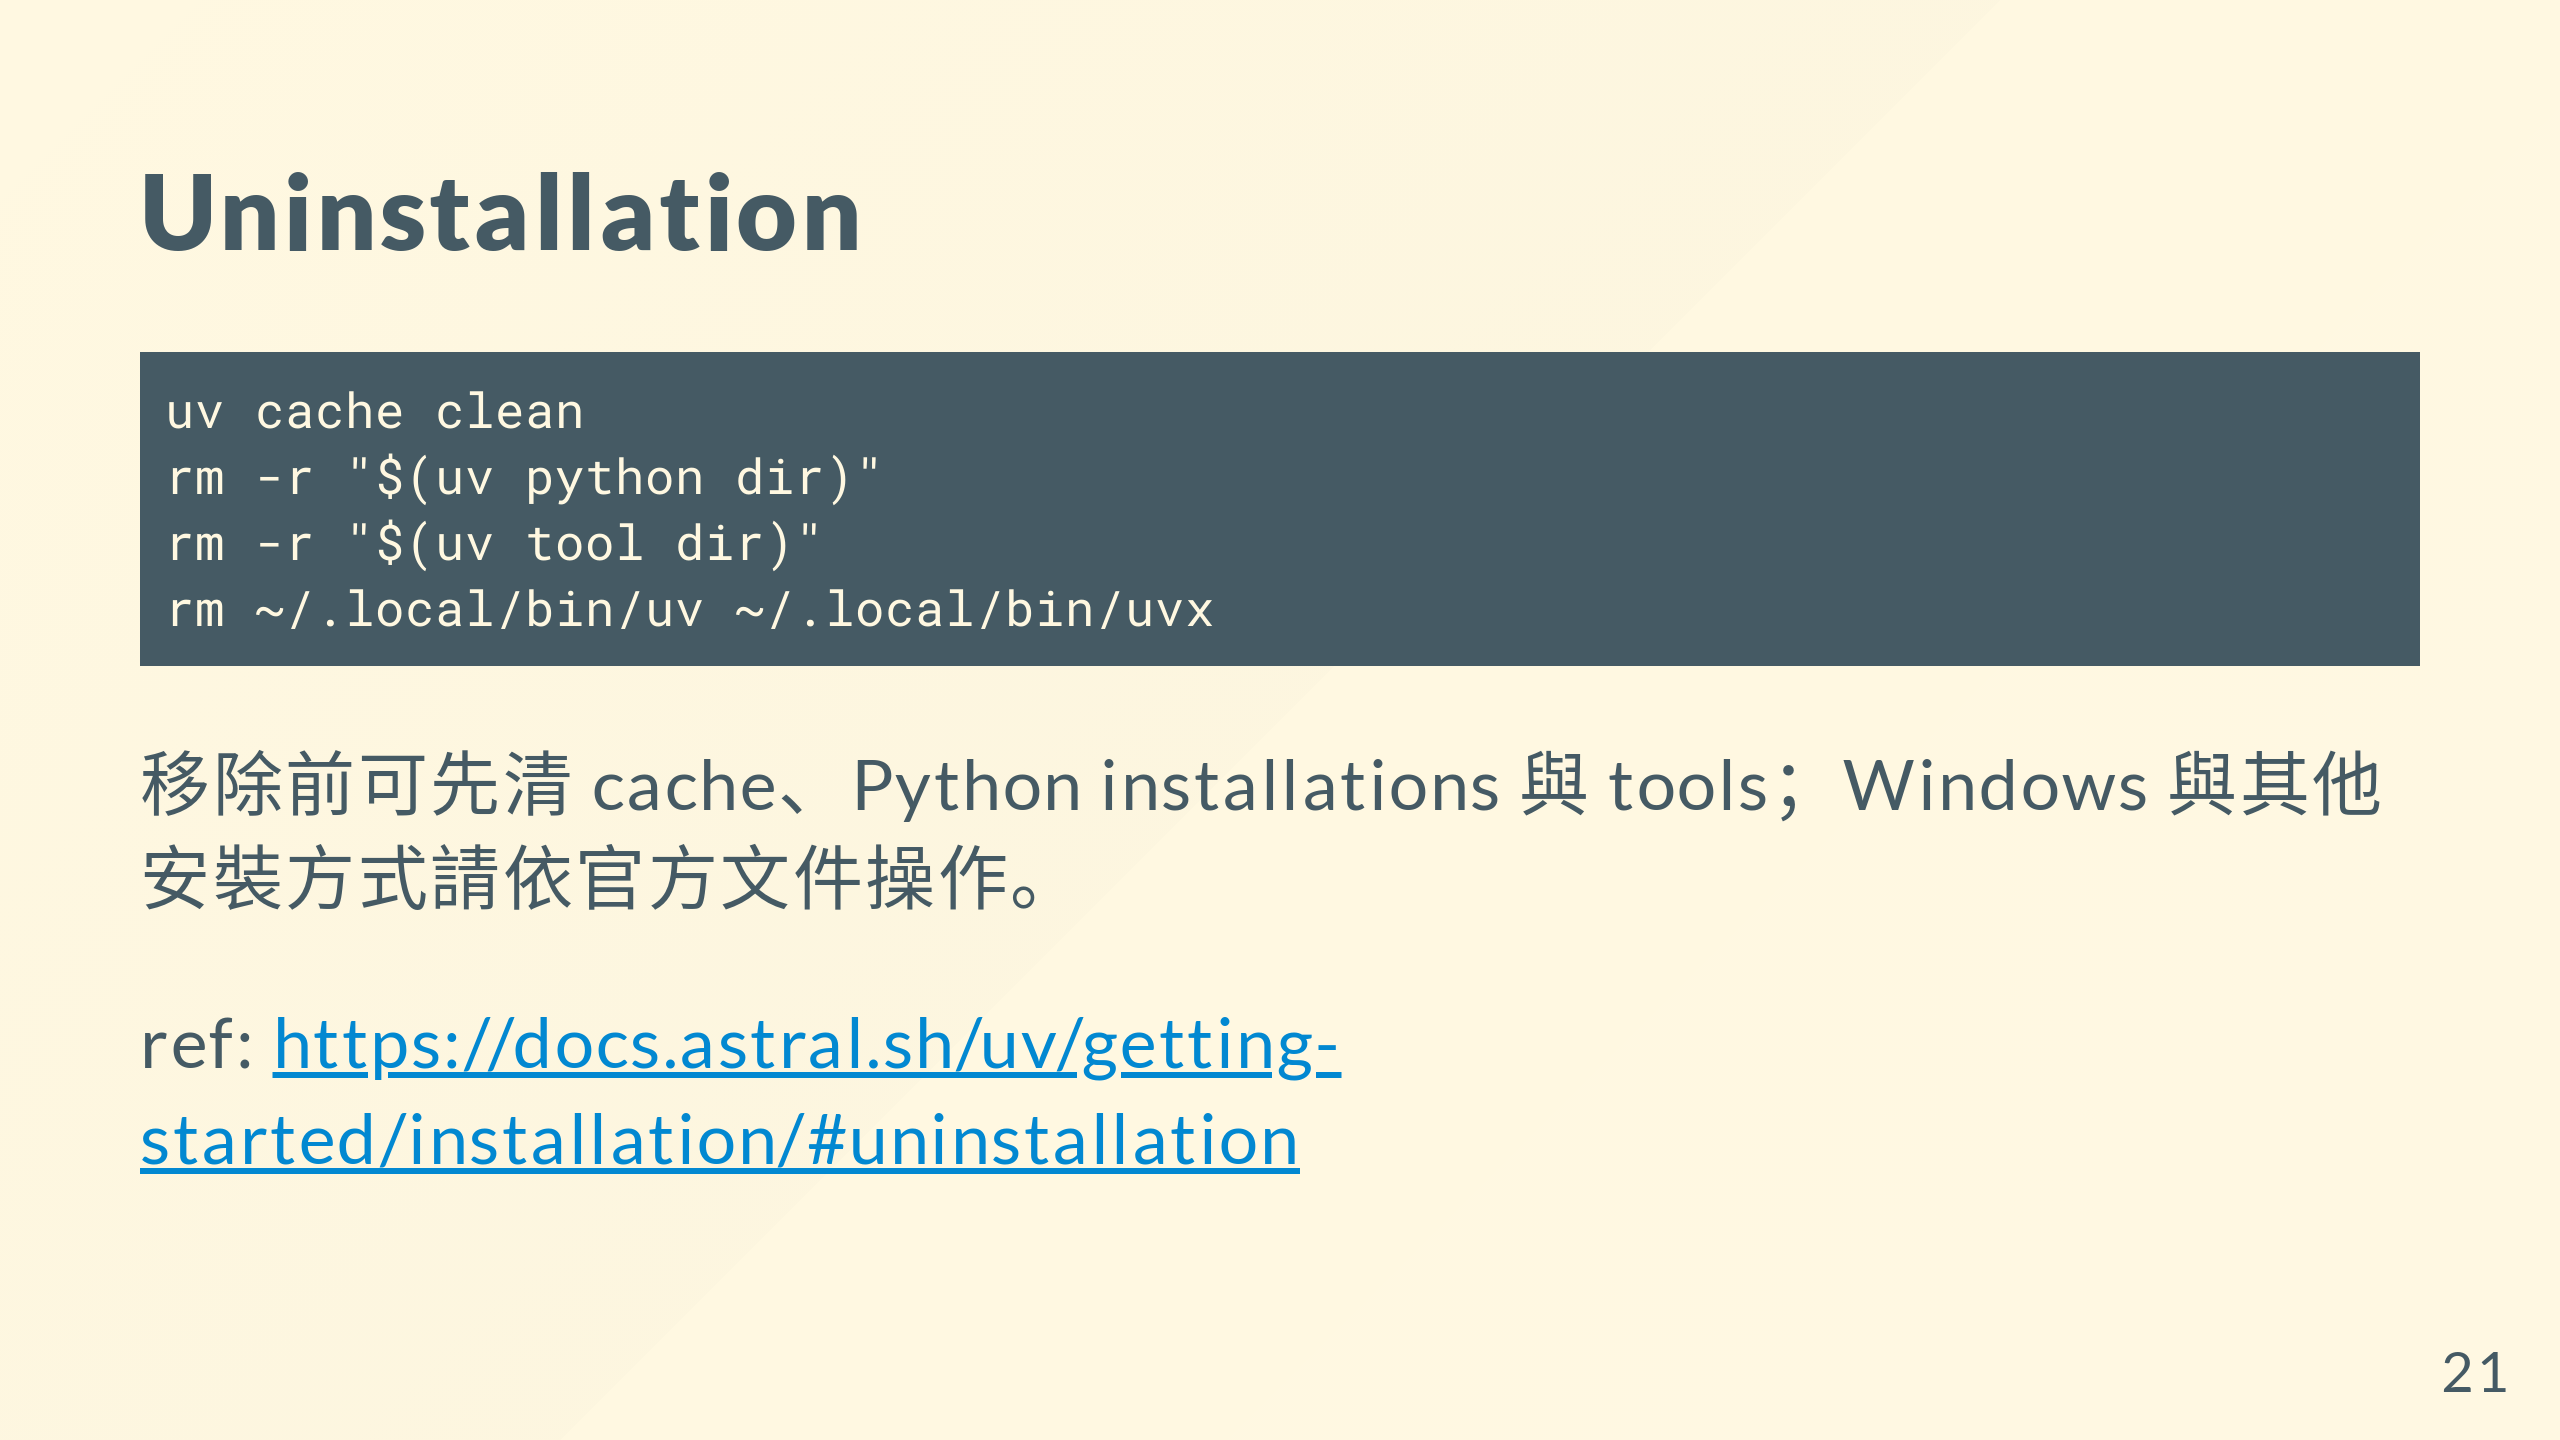 Uninstallation
uv cache clean
rm -r "$(uv python dir)"
rm -r "$(uv tool dir)"
rm ~/.local/bin/uv ~/.local/bin/uvx
移除前可先清 cache、Python installations 與 tools；Windows 與其他
安裝方式請依官方文件操作。
ref: https://docs.astral.sh/uv/getting-
started/installation/#uninstallation
21